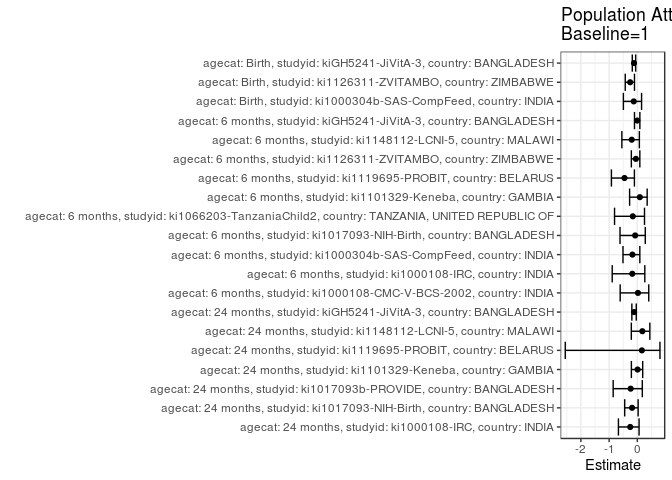 Population Att
Baseline=1
agecat: Birth, studyid: kiGH5241-JiVitA-3, country: BANGLADESH
agecat: Birth, studyid: ki1126311-ZVITAMBO, country: ZIMBABWE
agecat: Birth, studyid: ki1000304b-SAS-CompFeed, country: INDIA
agecat: 6 months, studyid: kiGH5241-JiVitA-3, country: BANGLADESH
agecat: 6 months, studyid: ki1148112-LCNI-5, country: MALAWI
agecat: 6 months, studyid: ki1126311-ZVITAMBO, country: ZIMBABWE
agecat: 6 months, studyid: ki1119695-PROBIT, country: BELARUS
agecat: 6 months, studyid: ki1101329-Keneba, country: GAMBIA
agecat: 6 months, studyid: ki1066203-TanzaniaChild2, country: TANZANIA, UNITED REPUBLIC OF
agecat: 6 months, studyid: ki1017093-NIH-Birth, country: BANGLADESH
agecat: 6 months, studyid: ki1000304b-SAS-CompFeed, country: INDIA
agecat: 6 months, studyid: ki1000108-IRC, country: INDIA
agecat: 6 months, studyid: ki1000108-CMC-V-BCS-2002, country: INDIA
agecat: 24 months, studyid: kiGH5241-JiVitA-3, country: BANGLADESH
agecat: 24 months, studyid: ki1148112-LCNI-5, country: MALAWI
agecat: 24 months, studyid: ki1119695-PROBIT, country: BELARUS
agecat: 24 months, studyid: ki1101329-Keneba, country: GAMBIA
agecat: 24 months, studyid: ki1017093b-PROVIDE, country: BANGLADESH
agecat: 24 months, studyid: ki1017093-NIH-Birth, country: BANGLADESH
agecat: 24 months, studyid: ki1000108-IRC, country: INDIA
-2 -1 0
Estimate